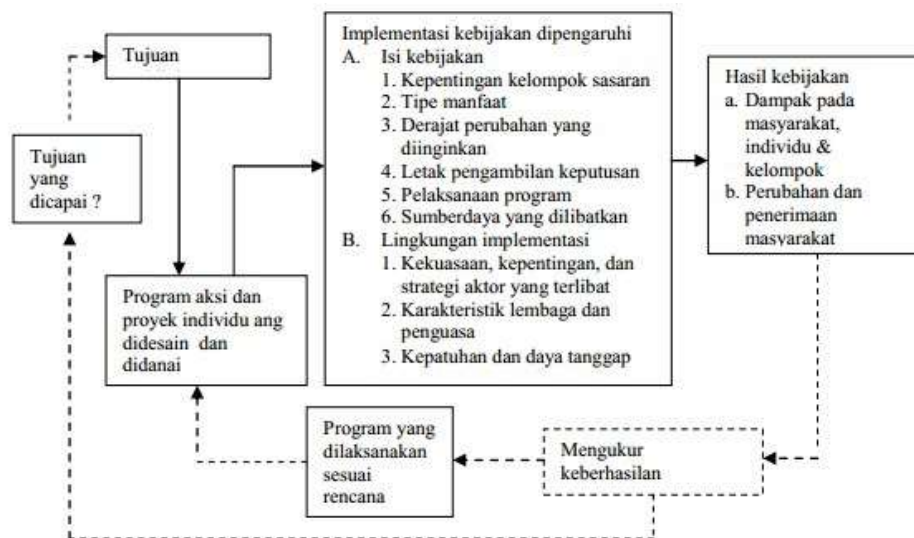 Tujuan
Tujuan
yang
dicapai ?
Program aksi dan
proyek individu ang
didesain dan
didanai
Implementasi kebijakan dipengaruhi
A. Isi kebijakan
1. Kepentingan kelompok sasaran
2. Tipe manfaat
3. Derajat perubahan yang
diinginkan
4. Letak pengambilan keputusan
5. Pelaksanaan program
6. Sumberdaya yang dilibatkan
B. Lingkungan implementasi
1. Kekuasaan, kepentingan, dan
strategi aktor yang terlibat
2. Karakteristik lembaga dan
penguasa
3. Kepatuhan dan daya tanggap
Hasil kebijakan
a. Dampak pada
masyarakat,
individu &
kelompok
b. Perubahan dan
penerimaan
masyarakat
Program yang
dilaksanakan
sesuai
rencana
Mengukur
keberhasilan